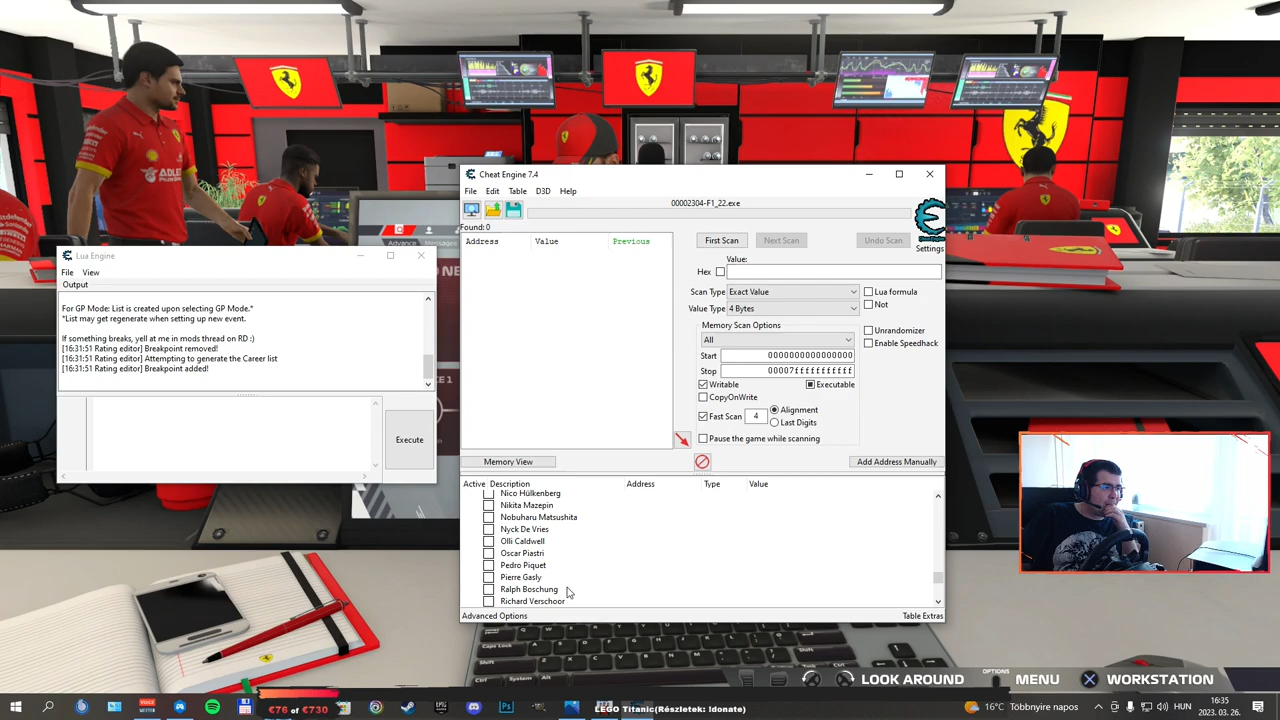 Cheat Engine 7.4
File Edit Table D3D Help
00002304-F1_22.exe
Found: 0
Address Value Previous
First Scan Next Scan Undo Scan
Settings
Value:
Hex
Scan Type Exact Value
Lua formula
Not
Value Type 4 Bytes
Memory Scan Options
All
Unrandomizer
Enable Speedhack
Start 0000000000000000
Stop 00007fffffffffff
Writable Executable
CopyOnWrite
Fast Scan 4 Alignment
Last Digits
Pause the game while scanning
Memory View
Add Address Manually
Active Description Address Type Value
Nico Hülkenberg
Nikita Mazepin
Nobuharu Matsushita
Nyck De Vries
Olli Caldwell
Oscar Piastri
Pedro Piquet
Pierre Gasly
Ralph Boschung
Richard Verschoor
Advanced Options Table Extras
Lua Engine
File View
Output
For GP Mode: List is created upon selecting GP Mode.*
*List may get regenerate when setting up new event.
If something breaks, yell at me in mods thread on RD :)
[16:31:51 Rating editor] Breakpoint removed!
[16:31:51 Rating editor] Attempting to generate the Career list
[16:31:51 Rating editor] Breakpoint added!
Execute
Advance Messages
LOOK AROUND
OPTIONS
MENU
WORKSTATION
€76 of €730
LEGO Titanic(Részletek: !donate)
16°C Többnyire napos
HUN
16:35
2023. 03. 26.